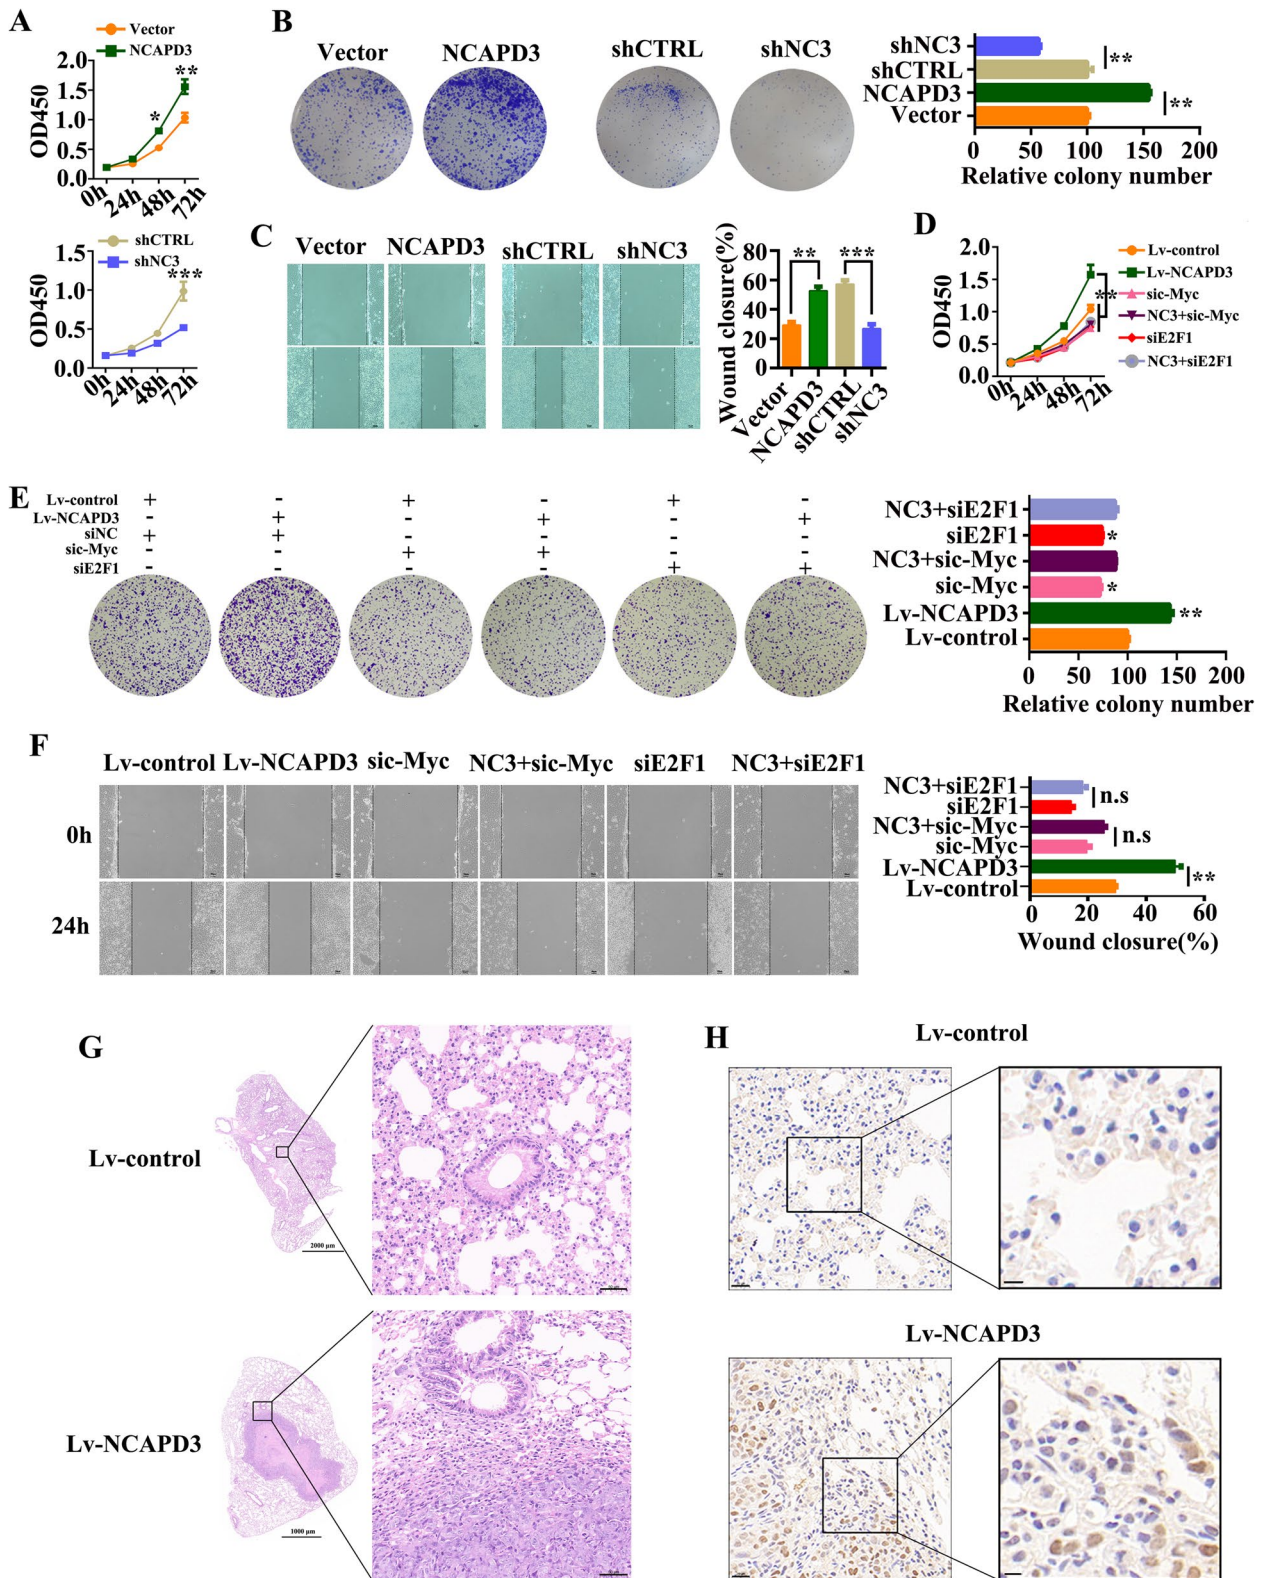 A
Vector
NCAPD3
OD450
2.0
1.5
1.0
0.5
0.0
*
**
0h
24h
48h
72h
shCTRL
shNC3
OD450
1.5
1.0
0.5
0.0
***
0h
24h
48h
72h
B
Vector
NCAPD3
shCTRL
shNC3
shNC3
shCTRL
NCAPD3
Vector
**
**
0 50 100 150 200
Relative colony number
C
Vector
NCAPD3
shCTRL
shNC3
Wound closure(%)
80
60
40
20
0
**
***
Vector
NCAPD3
shCTRL
shNC3
D
OD450
2.0
1.5
1.0
0.5
0.0
**
0h
24h
48h
72h
Lv-control
Lv-NCAPD3
sic-Myc
NC3+sic-Myc
siE2F1
NC3+siE2F1
E
Lv-control + - + - + -
Lv-NCAPD3 - + - + - +
siNC + + - - - -
sic-Myc - - + + - -
siE2F1 - - - - + +
NC3+siE2F1
siE2F1 *
NC3+sic-Myc
sic-Myc *
Lv-NCAPD3 **
Lv-control
0 50 100 150 200
Relative colony number
F
Lv-control
Lv-NCAPD3
sic-Myc
NC3+sic-Myc
siE2F1
NC3+siE2F1
0h
24h
NC3+siE2F1
siE2F1
n.s
NC3+sic-Myc
sic-Myc
n.s
Lv-NCAPD3
Lv-control
**
0 20 40 60
Wound closure(%)
G
Lv-control
2000 μm
Lv-NCAPD3
1000 μm
H
Lv-control
Lv-NCAPD3